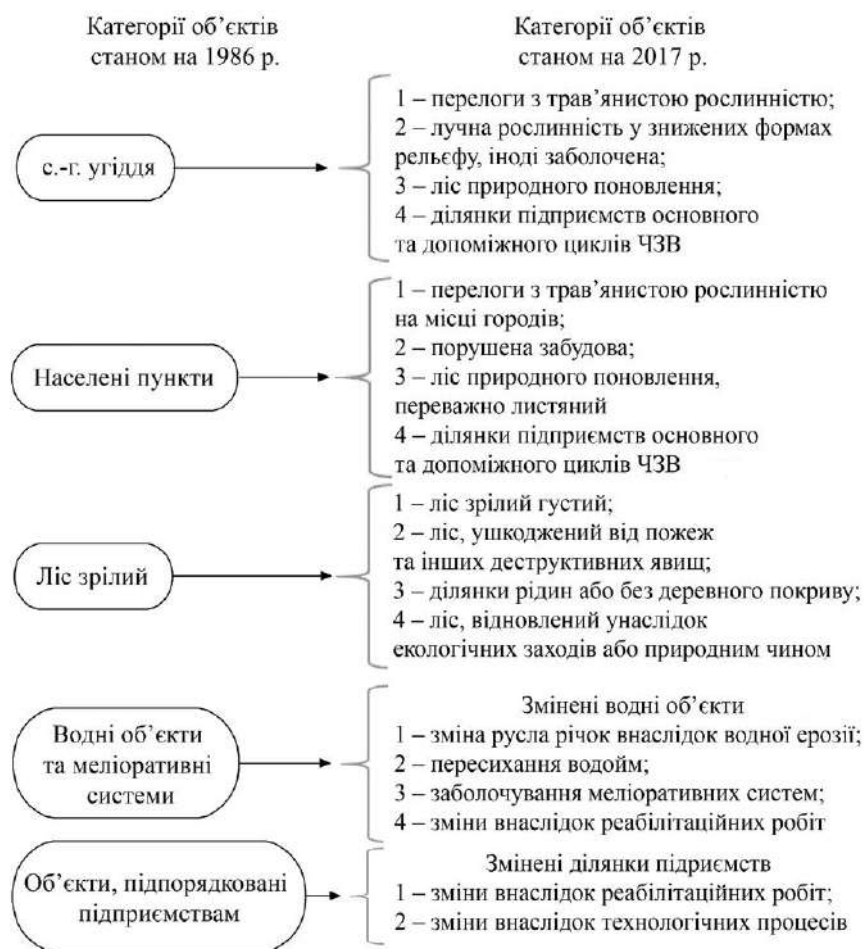 Категорії об’єктів
станом на 1986 р.
Категорії об’єктів
станом на 2017 р.
с.-г. угіддя
1 – перелоги з трав’янистою рослинністю;
2 – лучна рослинність у знижених формах
рельєфу, іноді заболочена;
3 – ліс природного поновлення;
4 – ділянки підприємств основного
та допоміжного циклів ЧЗВ
Населені пункти
1 – перелоги з трав’янистою рослинністю
на місці городів;
2 – порушена забудова;
3 – ліс природного поновлення,
переважно листяний
4 – ділянки підприємств основного
та допоміжного циклів ЧЗВ
Ліс зрілий
1 – ліс зрілий густий;
2 – ліс, ушкоджений від пожеж
та інших деструктивних явищ;
3 – ділянки рідин або без деревного покриву;
4 – ліс, відновлений унаслідок
екологічних заходів або природним чином
Водні об’єкти
та меліоративні
системи
Змінені водні об’єкти
1 – зміна русла річок внаслідок водної ерозії;
2 – пересихання водойм;
3 – заболочування меліоративних систем;
4 – зміни внаслідок реабілітаційних робіт
Об’єкти, підпорядковані
підприємствам
Змінені ділянки підриємств
1 – зміни внаслідок реабілітаційних робіт;
2 – зміни внаслідок технологічних процесів